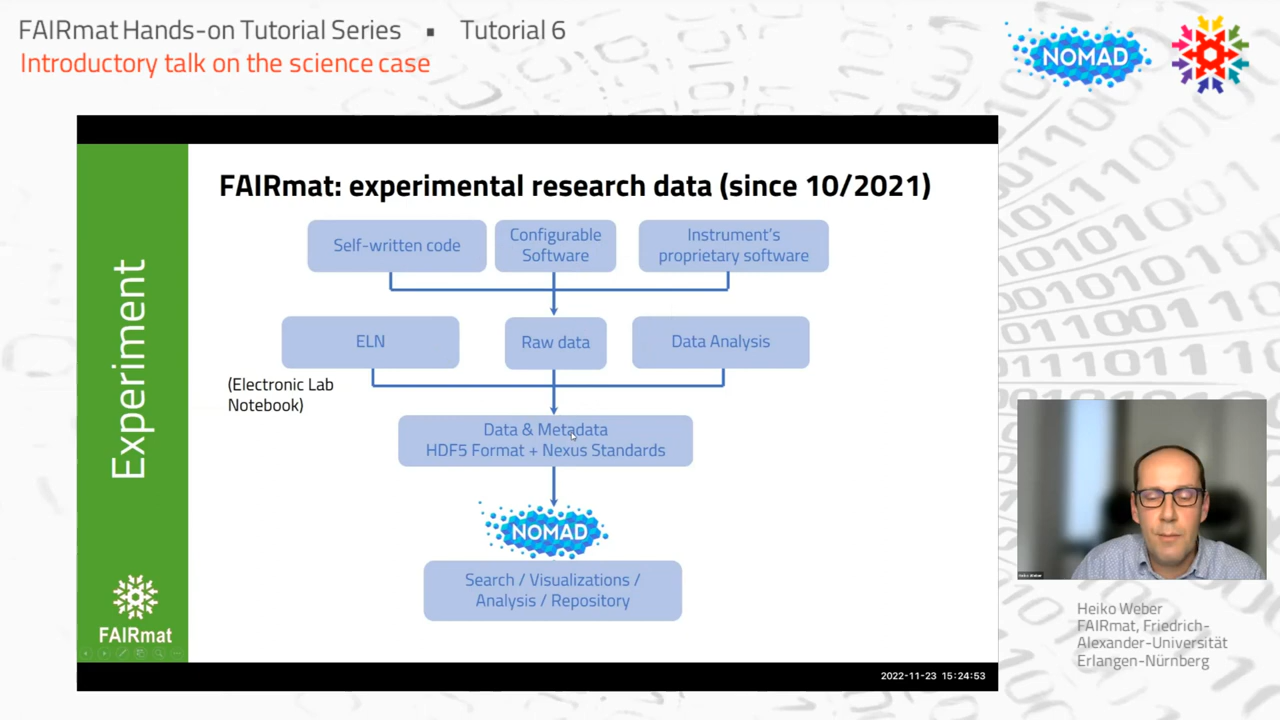 FAIRmat Hands-on Tutorial Series ▪ Tutorial 6
Introductory talk on the science case
NOMAD
Experiment
FAIRmat: experimental research data (since 10/2021)
Self-written code
Configurable
Software
Instrument's
proprietary software
ELN
Raw data
Data Analysis
(Electronic Lab
Notebook)
Data & Metadata
HDF5 Format + Nexus Standards
NOMAD
Search / Visualizations /
Analysis / Repository
FAIRmat
2022-11-23 15:24:53
Heiko Weber
FAIRmat, Friedrich-
Alexander-Universität
Erlangen-Nürnberg